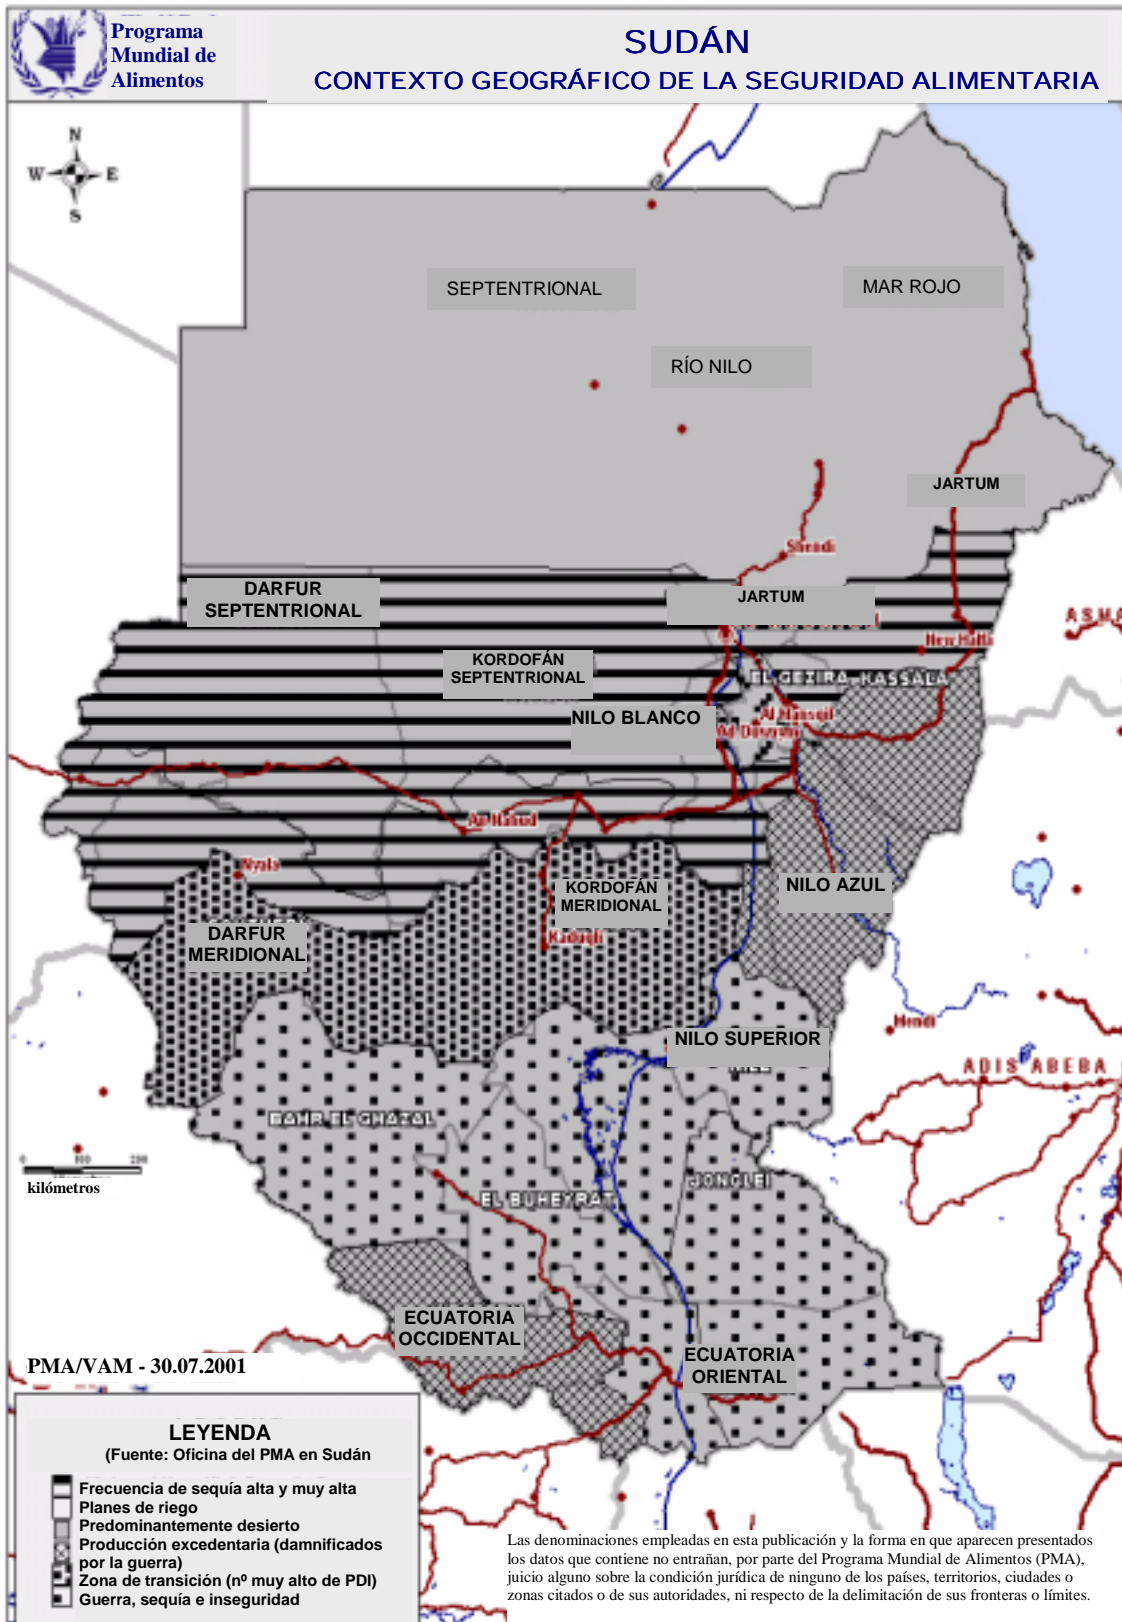 Programa
Mundial de
Alimentos
SUDÁN
CONTEXTO GEOGRÁFICO DE LA SEGURIDAD ALIMENTARIA
N
W E
S
SEPTENTRIONAL
MAR ROJO
RÍO NILO
JARTUM
Shendi
DARFUR
SEPTENTRIONAL
JARTUM
ASMA
New Halfa
KORDOFÁN
SEPTENTRIONAL
EL GEZIRA
KASSALA
NILO BLANCO
Al Manaqil
Ad Duwaym
An Nahud
Nyala
KORDOFÁN
MERIDIONAL
NILO AZUL
DARFUR
MERIDIONAL
Kadugli
Mendi
NILO SUPERIOR
ADIS ABEBA
BAHR EL GHAZAL
JONGLEI
EL BUHEYRAT
0 100 200
kilómetros
ECUATORIA
OCCIDENTAL
ECUATORIA
ORIENTAL
PMA/VAM - 30.07.2001
LEYENDA
(Fuente: Oficina del PMA en Sudán
Frecuencia de sequía alta y muy alta
Planes de riego
Predominantemente desierto
Producción excedentaria (damnificados
por la guerra)
Zona de transición (nº muy alto de PDI)
Guerra, sequía e inseguridad
Las denominaciones empleadas en esta publicación y la forma en que aparecen presentados
los datos que contiene no entrañan, por parte del Programa Mundial de Alimentos (PMA),
juicio alguno sobre la condición jurídica de ninguno de los países, territorios, ciudades o
zonas citados o de sus autoridades, ni respecto de la delimitación de sus fronteras o límites.